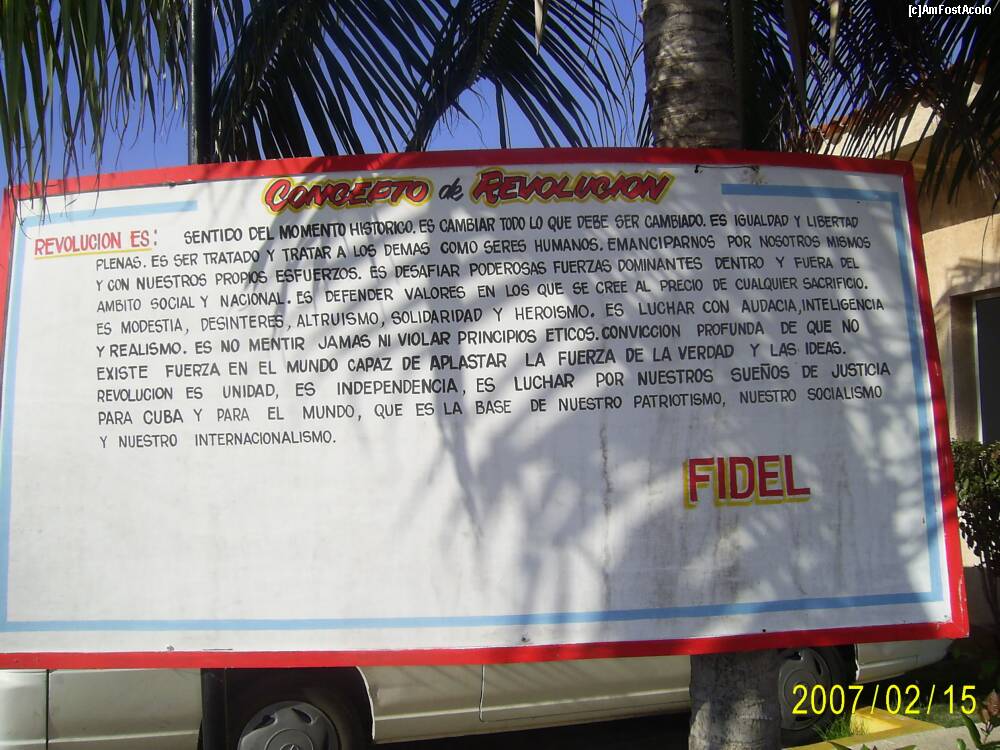 [c]AmFostAcolo
CONCEPTO de REVOLUCION
REVOLUCION ES: SENTIDO DEL MOMENTO HISTORICO. ES CAMBIAR TODO LO QUE DEBE SER CAMBIADO. ES IGUALDAD Y LIBERTAD
PLENAS. ES SER TRATADO Y TRATAR A LOS DEMAS COMO SERES HUMANOS. EMANCIPARNOS POR NOSOTROS MISMOS
Y CON NUESTROS PROPIOS ESFUERZOS. ES DESAFIAR PODEROSAS FUERZAS DOMINANTES DENTRO Y FUERA DEL
AMBITO SOCIAL Y NACIONAL. ES DEFENDER VALORES EN LOS QUE SE CREE AL PRECIO DE CUALQUIER SACRIFICIO.
ES MODESTIA, DESINTERES, ALTRUISMO, SOLIDARIDAD Y HEROISMO. ES LUCHAR CON AUDACIA, INTELIGENCIA
Y REALISMO. ES NO MENTIR JAMAS NI VIOLAR PRINCIPIOS ETICOS. CONVICCION PROFUNDA DE QUE NO
EXISTE FUERZA EN EL MUNDO CAPAZ DE APLASTAR LA FUERZA DE LA VERDAD Y LAS IDEAS.
REVOLUCION ES UNIDAD, ES INDEPENDENCIA, ES LUCHAR POR NUESTROS SUEÑOS DE JUSTICIA
PARA CUBA Y PARA EL MUNDO, QUE ES LA BASE DE NUESTRO PATRIOTISMO, NUESTRO SOCIALISMO
Y NUESTRO INTERNACIONALISMO.
FIDEL
2007/02/15